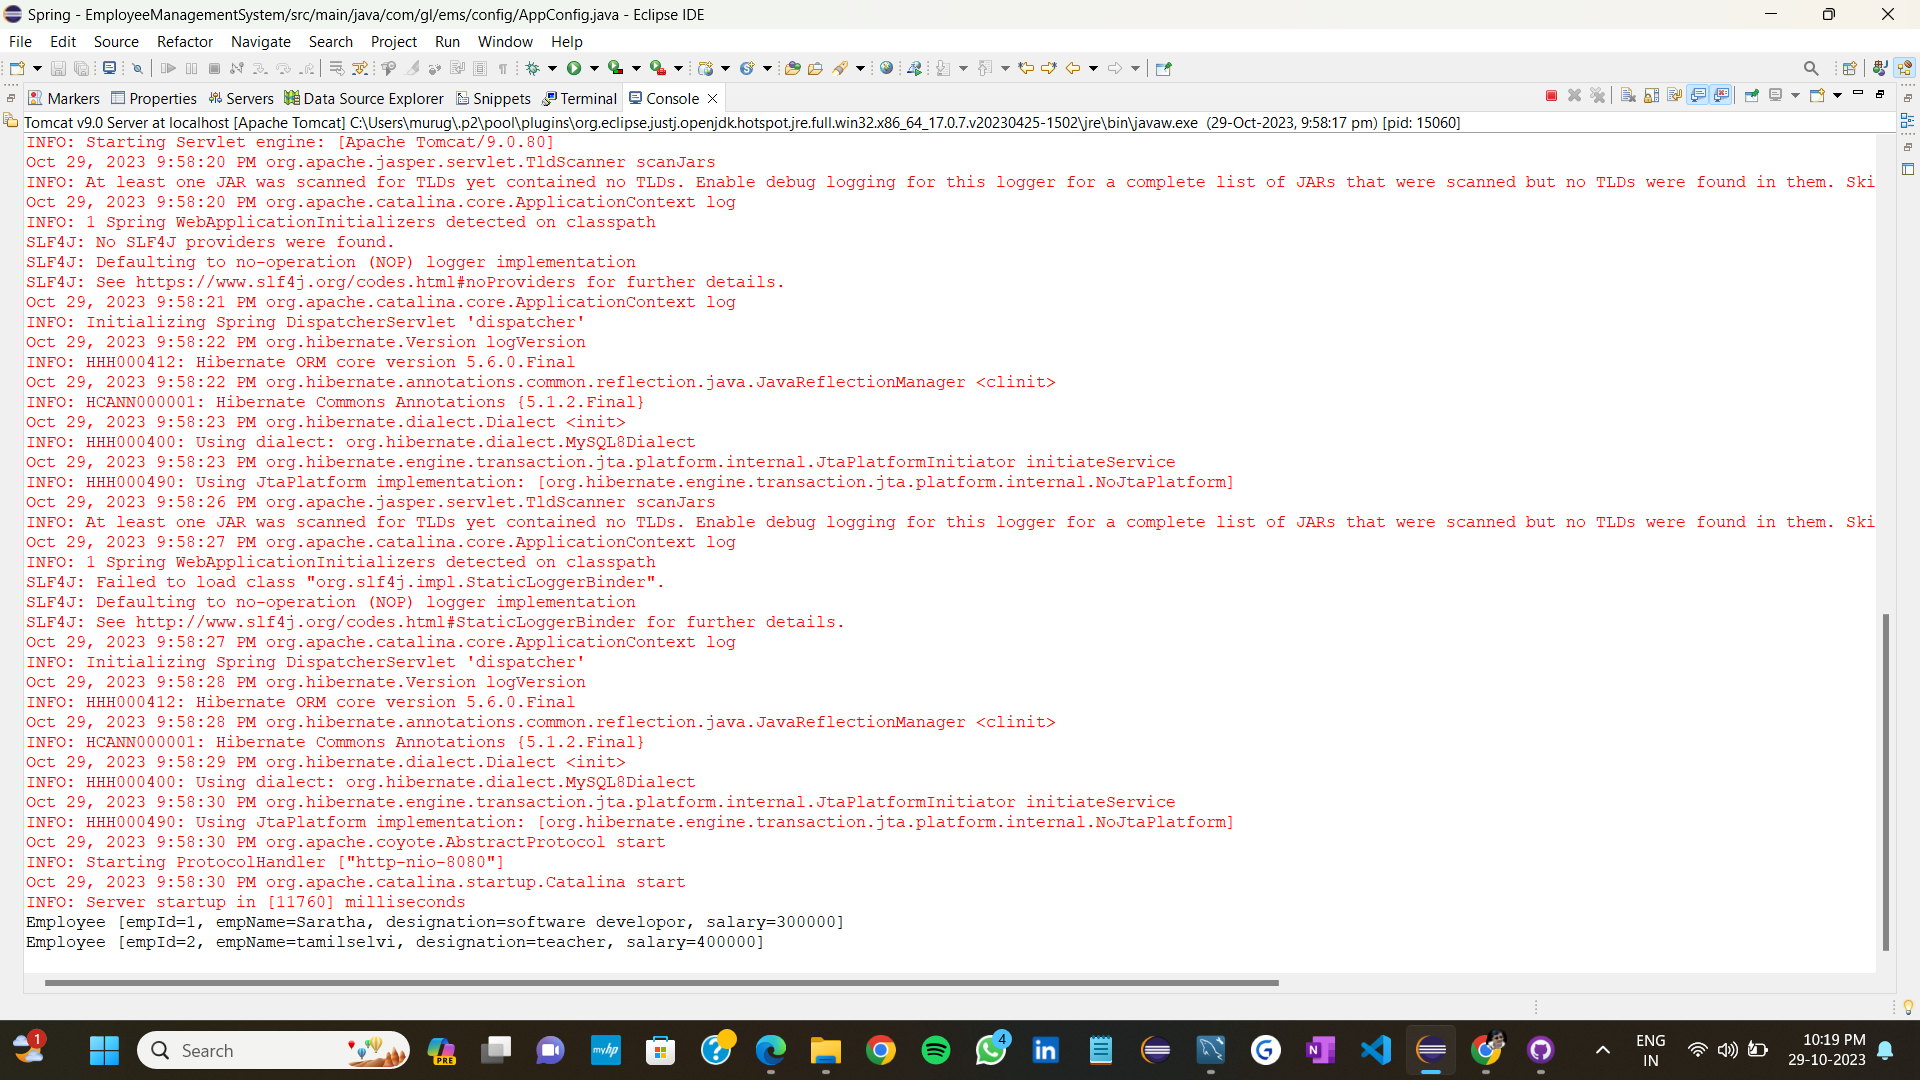 Spring - EmployeeManagementSystem/src/main/java/com/gl/ems/config/AppConfig.java - Eclipse IDE
File Edit Source Refactor Navigate Search Project Run Window Help
Markers Properties Servers Data Source Explorer Snippets Terminal Console
Tomcat v9.0 Server at localhost [Apache Tomcat] C:\Users\murug\.p2\pool\plugins\org.eclipse.justj.openjdk.hotspot.jre.full.win32.x86_64_17.0.7.v20230425-1502\jre\bin\javaw.exe (29-Oct-2023, 9:58:17 pm) [pid: 15060]
INFO: Starting Servlet engine: [Apache Tomcat/9.0.80]
Oct 29, 2023 9:58:20 PM org.apache.jasper.servlet.TldScanner scanJars
INFO: At least one JAR was scanned for TLDs yet contained no TLDs. Enable debug logging for this logger for a complete list of JARs that were scanned but no TLDs were found in them. Ski
Oct 29, 2023 9:58:20 PM org.apache.catalina.core.ApplicationContext log
INFO: 1 Spring WebApplicationInitializers detected on classpath
SLF4J: No SLF4J providers were found.
SLF4J: Defaulting to no-operation (NOP) logger implementation
SLF4J: See https://www.slf4j.org/codes.html#noProviders for further details.
Oct 29, 2023 9:58:21 PM org.apache.catalina.core.ApplicationContext log
INFO: Initializing Spring DispatcherServlet 'dispatcher'
Oct 29, 2023 9:58:22 PM org.hibernate.Version logVersion
INFO: HHH000412: Hibernate ORM core version 5.6.0.Final
Oct 29, 2023 9:58:22 PM org.hibernate.annotations.common.reflection.java.JavaReflectionManager <clinit>
INFO: HCANN000001: Hibernate Commons Annotations {5.1.2.Final}
Oct 29, 2023 9:58:23 PM org.hibernate.dialect.Dialect <init>
INFO: HHH000400: Using dialect: org.hibernate.dialect.MySQL8Dialect
Oct 29, 2023 9:58:23 PM org.hibernate.engine.transaction.jta.platform.internal.JtaPlatformInitiator initiateService
INFO: HHH000490: Using JtaPlatform implementation: [org.hibernate.engine.transaction.jta.platform.internal.NoJtaPlatform]
Oct 29, 2023 9:58:26 PM org.apache.jasper.servlet.TldScanner scanJars
INFO: At least one JAR was scanned for TLDs yet contained no TLDs. Enable debug logging for this logger for a complete list of JARs that were scanned but no TLDs were found in them. Ski
Oct 29, 2023 9:58:27 PM org.apache.catalina.core.ApplicationContext log
INFO: 1 Spring WebApplicationInitializers detected on classpath
SLF4J: Failed to load class "org.slf4j.impl.StaticLoggerBinder".
SLF4J: Defaulting to no-operation (NOP) logger implementation
SLF4J: See http://www.slf4j.org/codes.html#StaticLoggerBinder for further details.
Oct 29, 2023 9:58:27 PM org.apache.catalina.core.ApplicationContext log
INFO: Initializing Spring DispatcherServlet 'dispatcher'
Oct 29, 2023 9:58:28 PM org.hibernate.Version logVersion
INFO: HHH000412: Hibernate ORM core version 5.6.0.Final
Oct 29, 2023 9:58:28 PM org.hibernate.annotations.common.reflection.java.JavaReflectionManager <clinit>
INFO: HCANN000001: Hibernate Commons Annotations {5.1.2.Final}
Oct 29, 2023 9:58:29 PM org.hibernate.dialect.Dialect <init>
INFO: HHH000400: Using dialect: org.hibernate.dialect.MySQL8Dialect
Oct 29, 2023 9:58:30 PM org.hibernate.engine.transaction.jta.platform.internal.JtaPlatformInitiator initiateService
INFO: HHH000490: Using JtaPlatform implementation: [org.hibernate.engine.transaction.jta.platform.internal.NoJtaPlatform]
Oct 29, 2023 9:58:30 PM org.apache.coyote.AbstractProtocol start
INFO: Starting ProtocolHandler ["http-nio-8080"]
Oct 29, 2023 9:58:30 PM org.apache.catalina.startup.Catalina start
INFO: Server startup in [11760] milliseconds
Employee [empId=1, empName=Saratha, designation=software developor, salary=300000]
Employee [empId=2, empName=tamilselvi, designation=teacher, salary=400000]
1 Search PRE myhp 4 in N ENG 10:19 PM
IN 29-10-2023